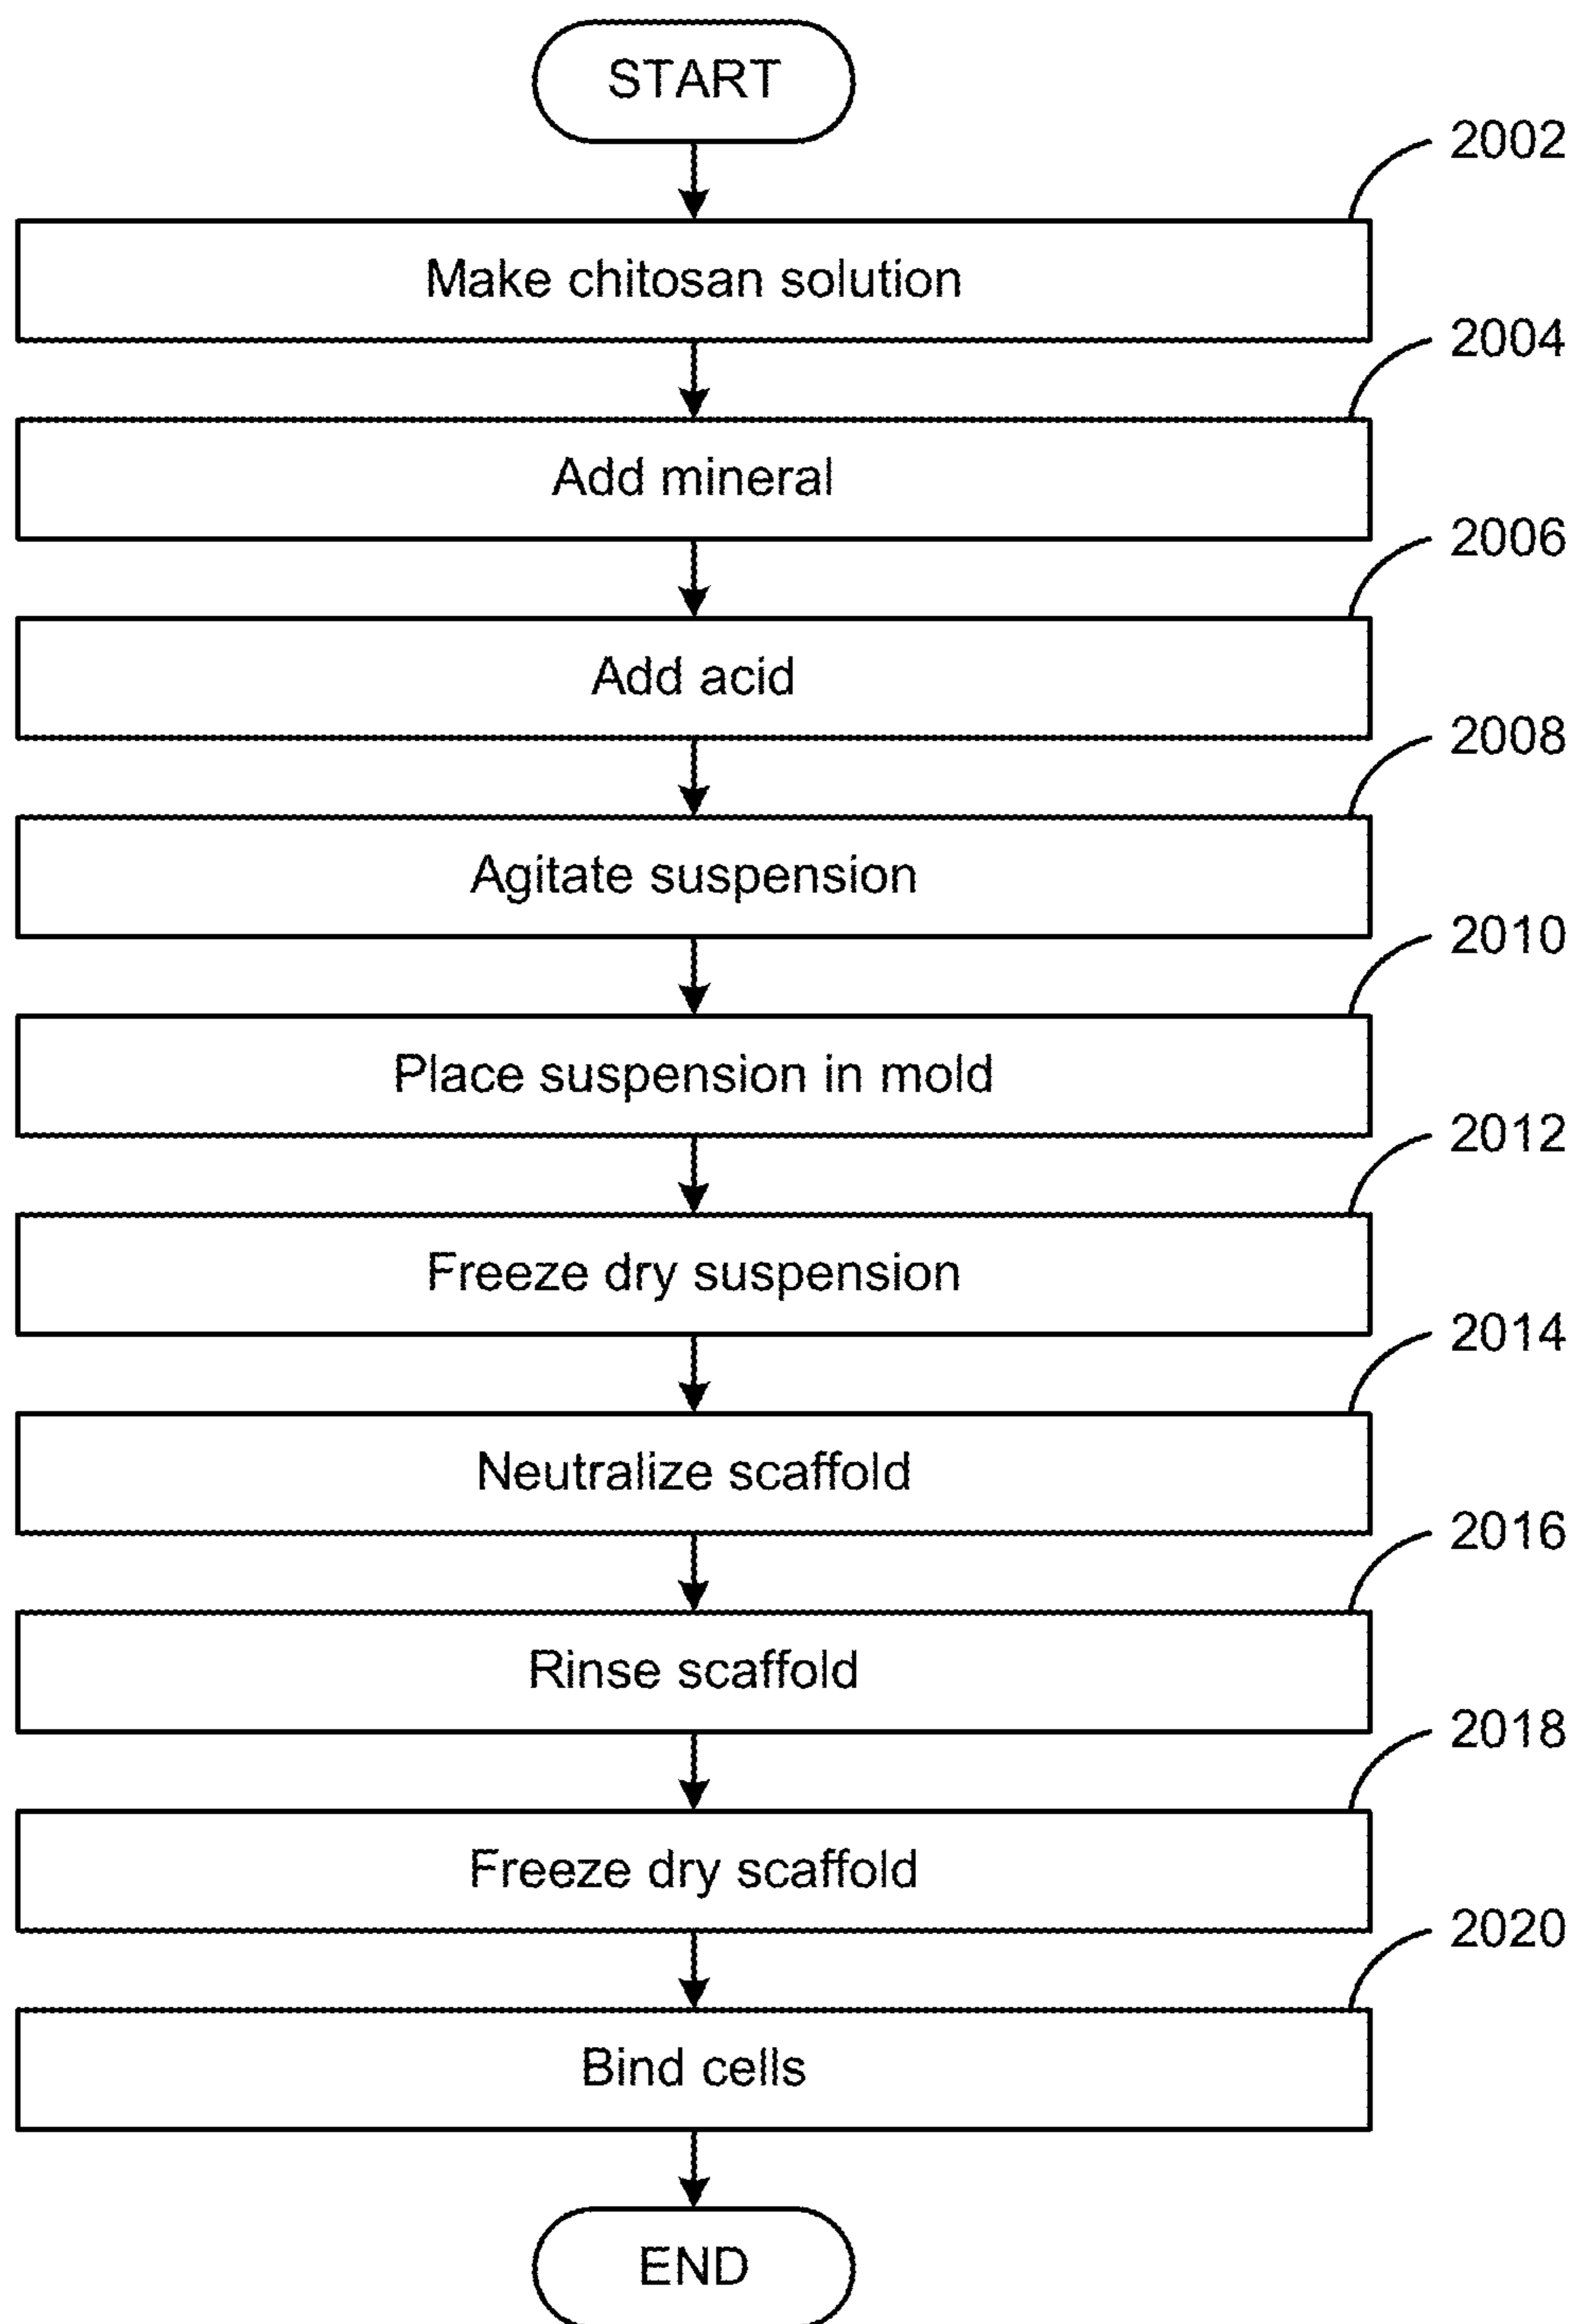 START
2002
Make chitosan solution
2004
Add mineral
2006
Add acid
2008
Agitate suspension
2010
Place suspension in mold
2012
Freeze dry suspension
2014
Neutralize scaffold
2016
Rinse scaffold
2018
Freeze dry scaffold
2020
Bind cells
END